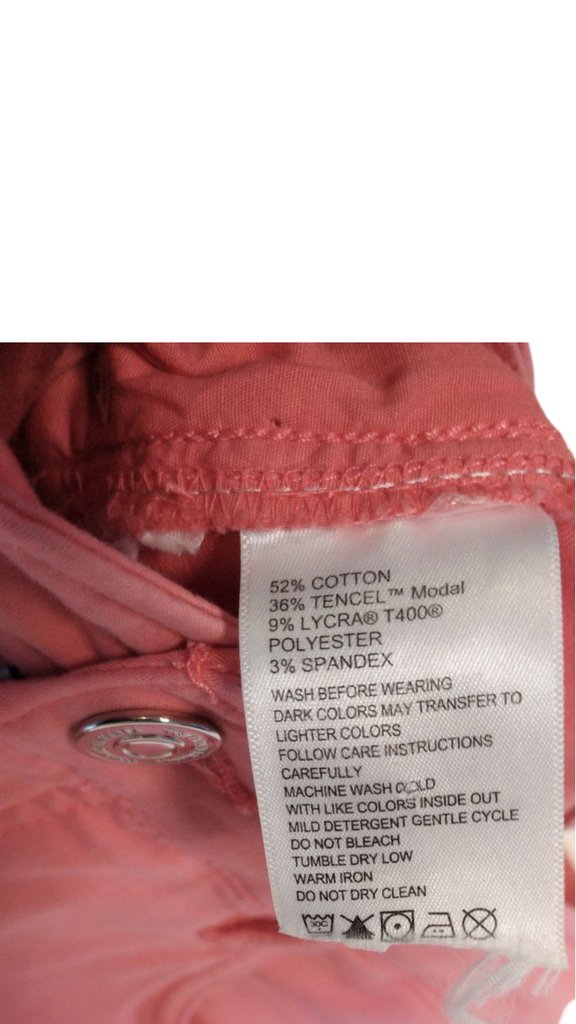 52% COTTON
36% TENCEL™ Modal
9% LYCRA® T400®
POLYESTER
3% SPANDEX
WASH BEFORE WEARING
DARK COLORS MAY TRANSFER TO
LIGHTER COLORS
FOLLOW CARE INSTRUCTIONS
CAREFULLY
MACHINE WASH COLD
WITH LIKE COLORS INSIDE OUT
MILD DETERGENT GENTLE CYCLE
DO NOT BLEACH
TUMBLE DRY LOW
WARM IRON
DO NOT DRY CLEAN
30C